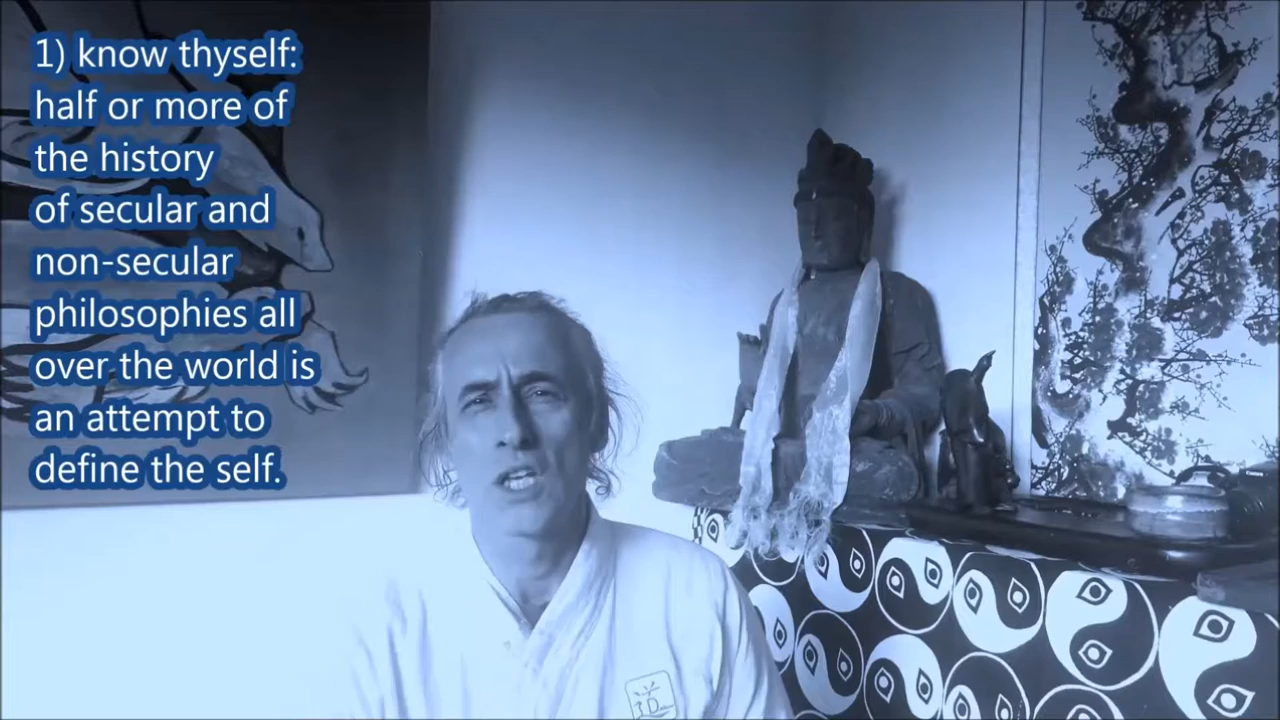 1) know thyself:
half or more of
the history
of secular and
non-secular
philosophies all
over the world is
an attempt to
define the self.